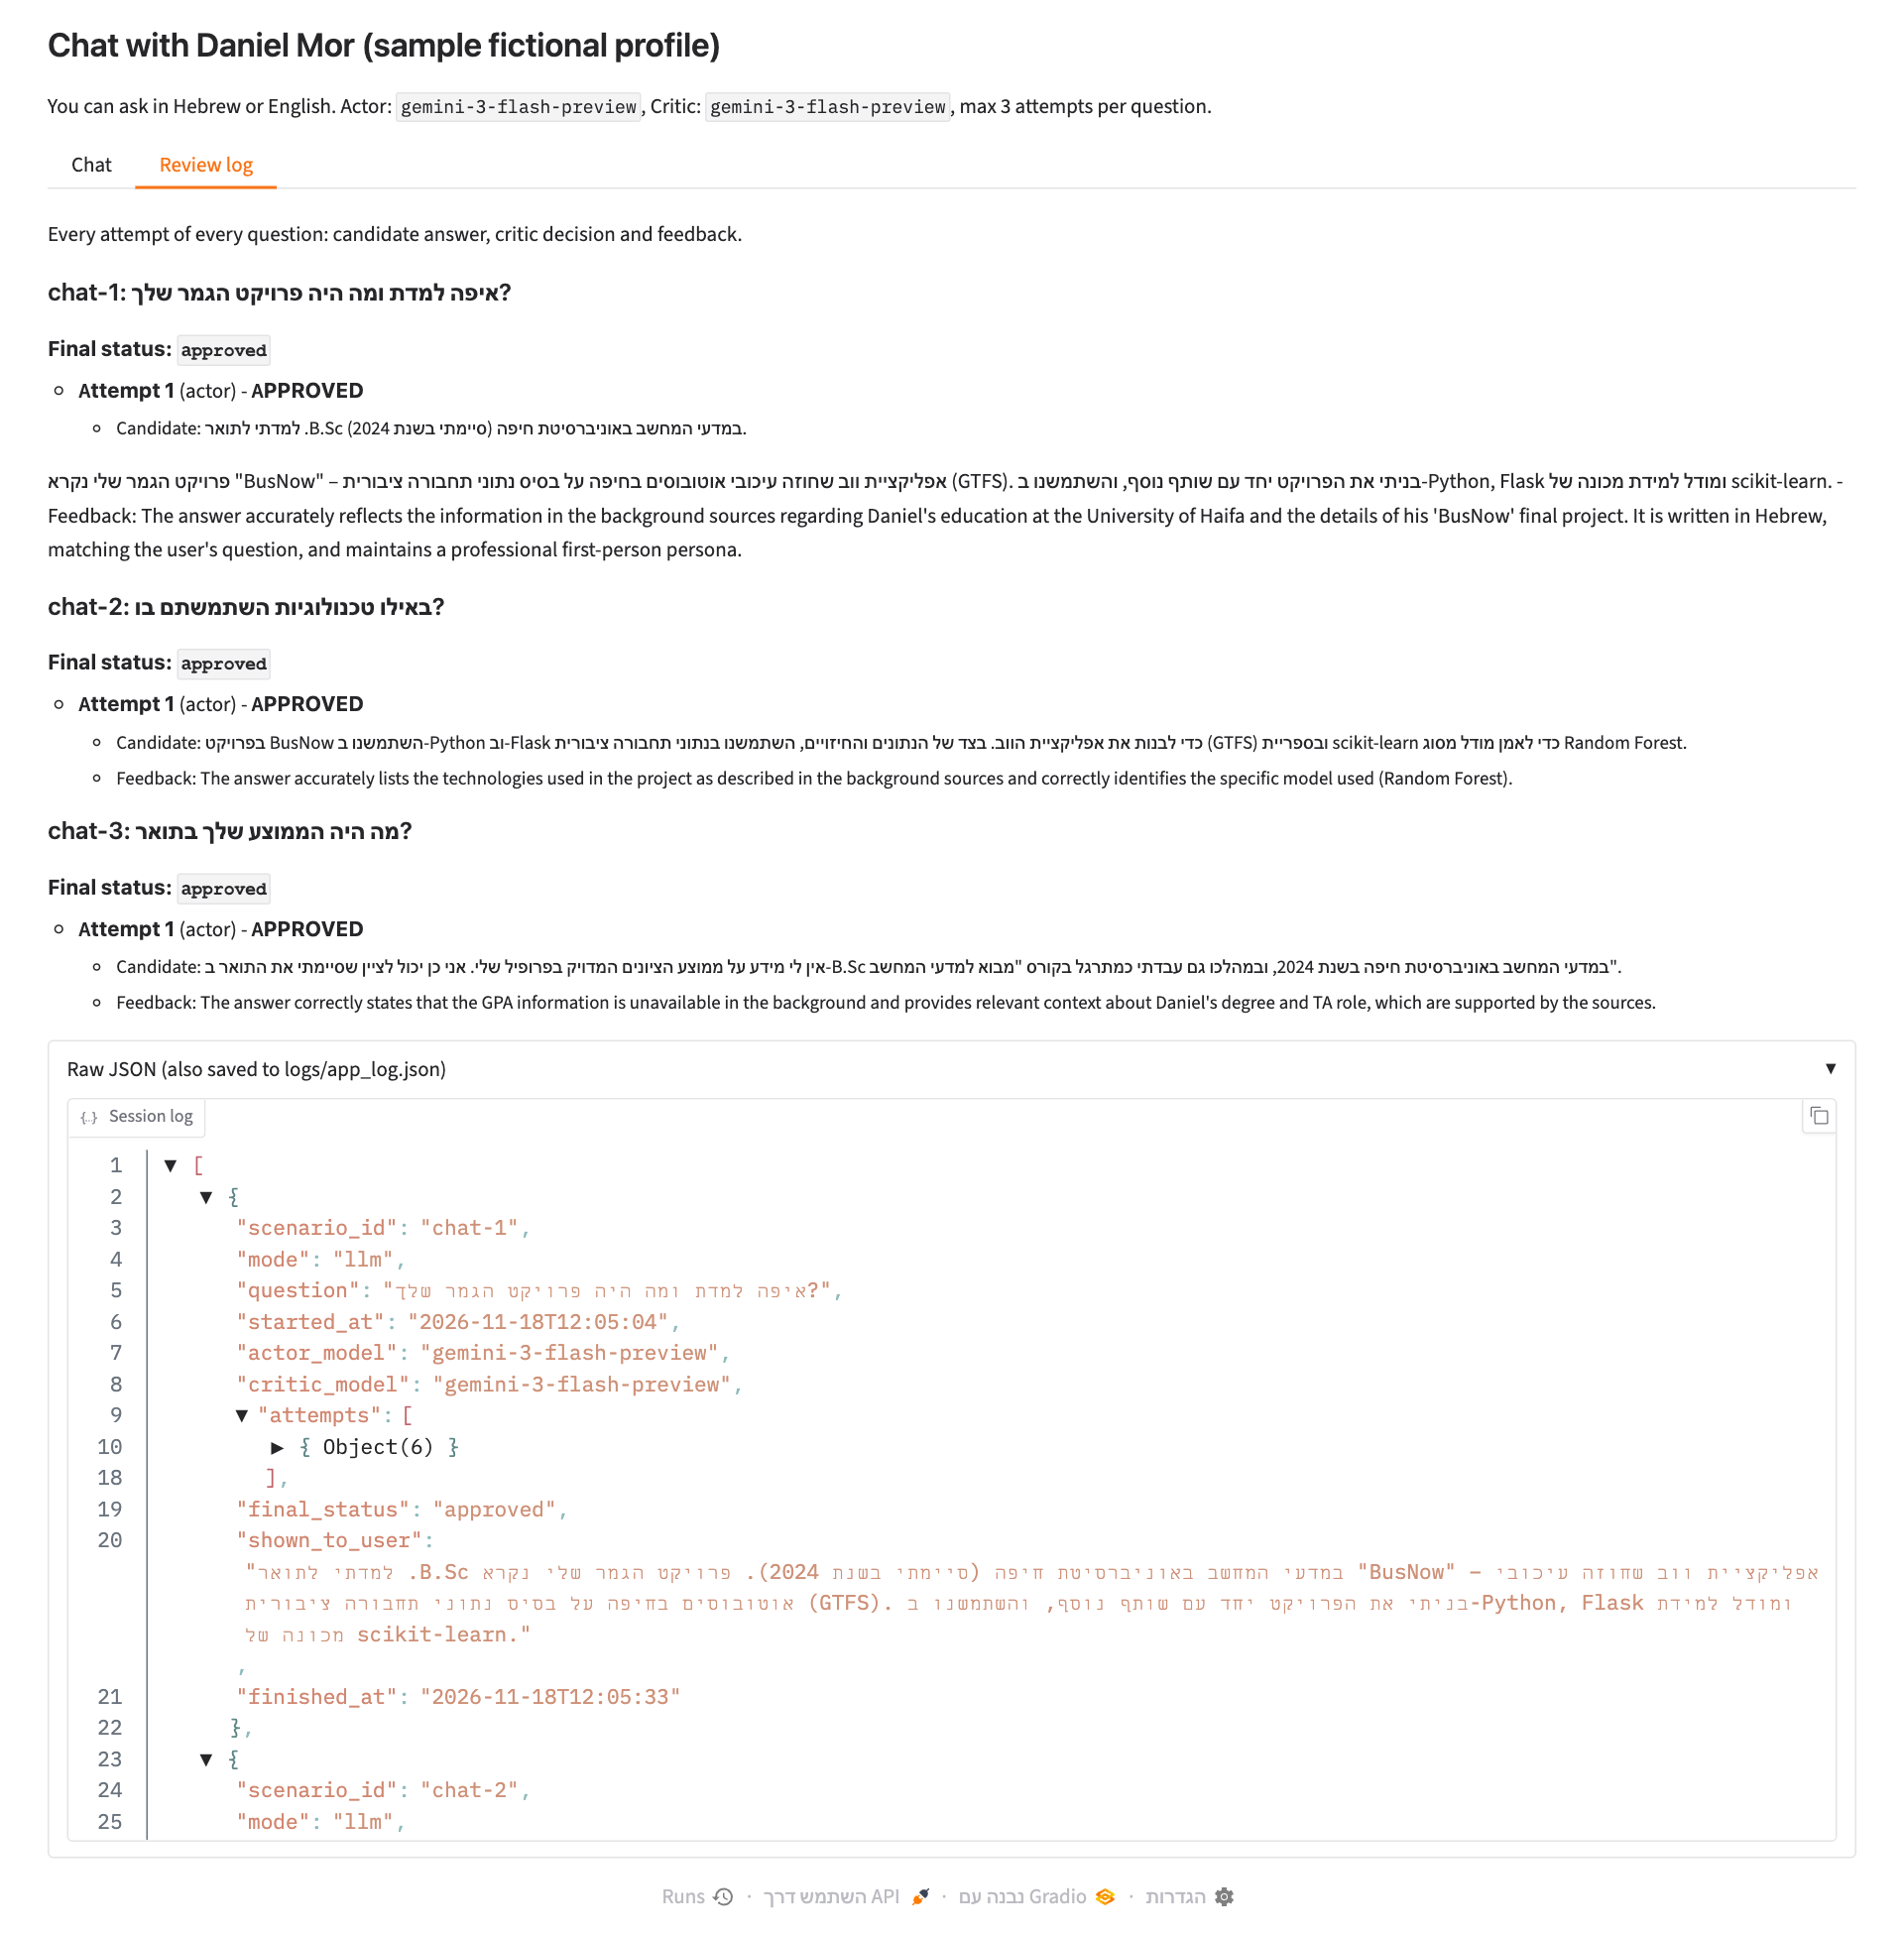 Chat with Daniel Mor (sample fictional profile)
You can ask in Hebrew or English. Actor: gemini-3-flash-preview, Critic: gemini-3-flash-preview, max 3 attempts per question.
Chat
Review log
Every attempt of every question: candidate answer, critic decision and feedback.
chat-1: איפה למדת ומה היה פרויקט הגמר שלך?
Final status: approved
Attempt 1 (actor) - APPROVED
Candidate: למדתי לתואר B.Sc. במדעי המחשב באוניברסיטת חיפה (סיימתי בשנת 2024).
פרויקט הגמר שלי נקרא "BusNow" – אפליקציית ווב שחוזה עיכובי אוטובוסים בחיפה על בסיס נתוני תחבורה ציבורית (GTFS). בניתי את הפרויקט יחד עם שותף נוסף, והשתמשנו ב-Python, Flask ומודל למידת מכונה של scikit-learn. -
Feedback: The answer accurately reflects the information in the background sources regarding Daniel's education at the University of Haifa and the details of his 'BusNow' final project. It is written in Hebrew,
matching the user's question, and maintains a professional first-person persona.
chat-2: באילו טכנולוגיות השתמשתם בו?
Final status: approved
Attempt 1 (actor) - APPROVED
Candidate: בפרויקט BusNow השתמשנו ב-Python וב-Flask כדי לבנות את אפליקציית הווב. בצד של הנתונים והחיזויים, השתמשנו בנתוני תחבורה ציבורית (GTFS) ובספריית scikit-learn כדי לאמן מודל מסוג Random Forest.
Feedback: The answer accurately lists the technologies used in the project as described in the background sources and correctly identifies the specific model used (Random Forest).
chat-3: מה היה הממוצע שלך בתואר?
Final status: approved
Attempt 1 (actor) - APPROVED
Candidate: אין לי מידע על ממוצע הציונים המדויק בפרופיל שלי. אני כן יכול לציין שסיימתי את התואר ב-B.Sc במדעי המחשב באוניברסיטת חיפה בשנת 2024, ובמהלכו גם עבדתי כמתרגל בקורס "מבוא למדעי המחשב".
Feedback: The answer correctly states that the GPA information is unavailable in the background and provides relevant context about Daniel's degree and TA role, which are supported by the sources.
Raw JSON (also saved to logs/app_log.json) ▼
{..} Session log
1 ▼ [
2 ▼ {
3 "scenario_id": "chat-1",
4 "mode": "llm",
5 "question": "איפה למדת ומה היה פרויקט הגמר שלך?",
6 "started_at": "2026-11-18T12:05:04",
7 "actor_model": "gemini-3-flash-preview",
8 "critic_model": "gemini-3-flash-preview",
9 ▼ "attempts": [
10 ▶ { Object(6) }
18 ],
19 "final_status": "approved",
20 "shown_to_user":
"למדתי לתואר B.Sc. במדעי המחשב באוניברסיטת חיפה (סיימתי בשנת 2024). פרויקט הגמר שלי נקרא "BusNow" – אפליקציית ווב שחוזה עיכובי
אוטובוסים בחיפה על בסיס נתוני תחבורה ציבורית (GTFS). בניתי את הפרויקט יחד עם שותף נוסף, והשתמשנו ב-Python, Flask ומודל למידת
מכונה של scikit-learn."
,
21 "finished_at": "2026-11-18T12:05:33"
22 },
23 ▼ {
24 "scenario_id": "chat-2",
25 "mode": "llm",
הגדרות · נבנה עם Gradio · השתמש דרך API · Runs